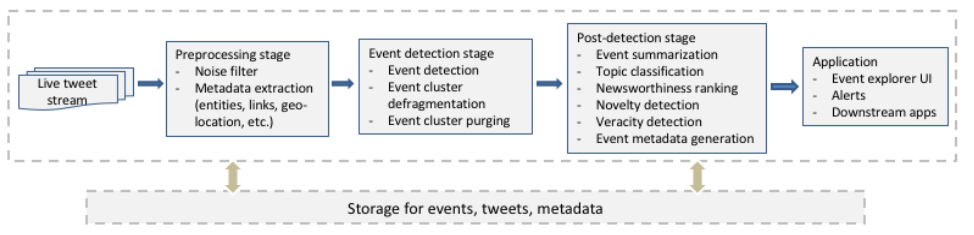 Live tweet
stream
Preprocessing stage
- Noise filter
- Metadata extraction
(entities, links, geo-
location, etc.)
Event detection stage
- Event detection
- Event cluster
defragmentation
- Event cluster purging
Post-detection stage
- Event summarization
- Topic classification
- Newsworthiness ranking
- Novelty detection
- Veracity detection
- Event metadata generation
Application
- Event explorer UI
- Alerts
- Downstream apps
Storage for events, tweets, metadata